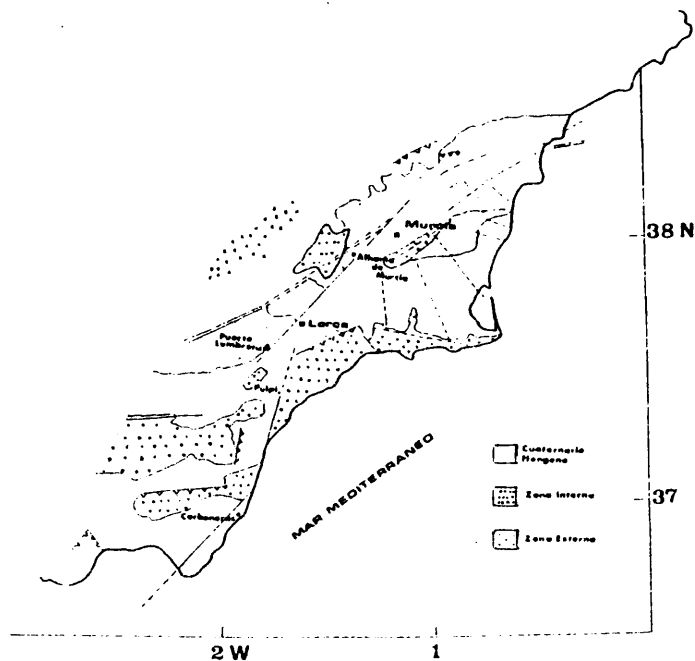 Murcia
38 N
Alhama
de
Murcia
Lorca
Puerto
Lumbreras
Pulpi
MAR MEDITERRANEO
Cuaternario
Neogeno
Zona Interna
37
Carboneras
Zona Externa
2 W
1